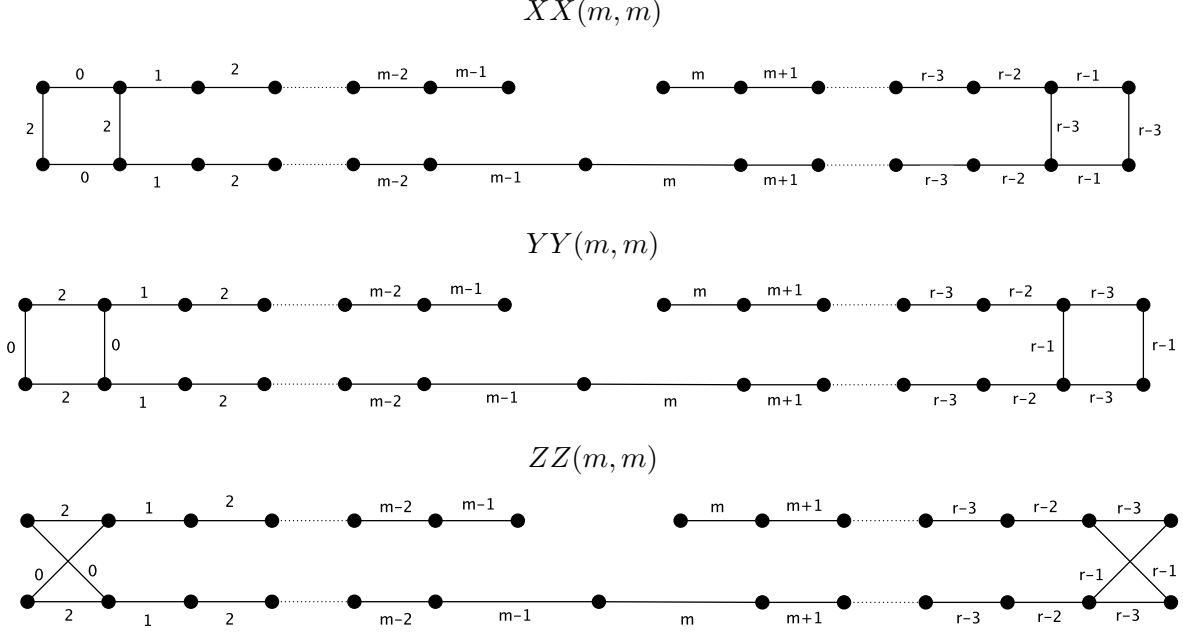 XX(m,m)
0 1 2 m-2 m-1 m m+1 r-3 r-2 r-1
2 2 r-3 r-3
0 1 2 m-2 m-1 m m+1 r-3 r-2 r-1
YY(m,m)
2 1 2 m-2 m-1 m m+1 r-3 r-2 r-3
0 0 r-1 r-1
2 1 2 m-2 m-1 m m+1 r-3 r-2 r-3
ZZ(m,m)
2 1 2 m-2 m-1 m m+1 r-3 r-2 r-3
0 0 r-1 r-1
2 1 2 m-2 m-1 m m+1 r-3 r-2 r-3